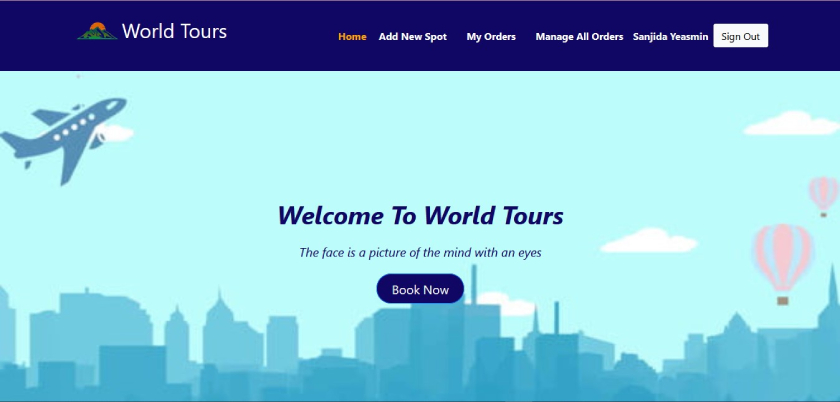 World Tours
Home Add New Spot My Orders Manage All Orders Sanjida Yeasmin Sign Out
Welcome To World Tours
The face is a picture of the mind with an eyes
Book Now